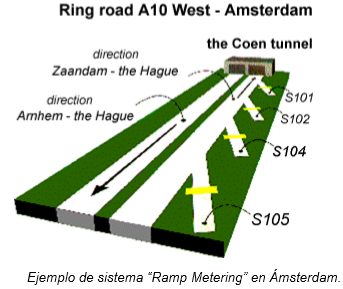 Ring road A10 West - Amsterdam
the Coen tunnel
direction
Zaandam - the Hague
direction
Arnhem - the Hague
S101
S102
S104
S105
Ejemplo de sistema “Ramp Metering” en Ámsterdam.